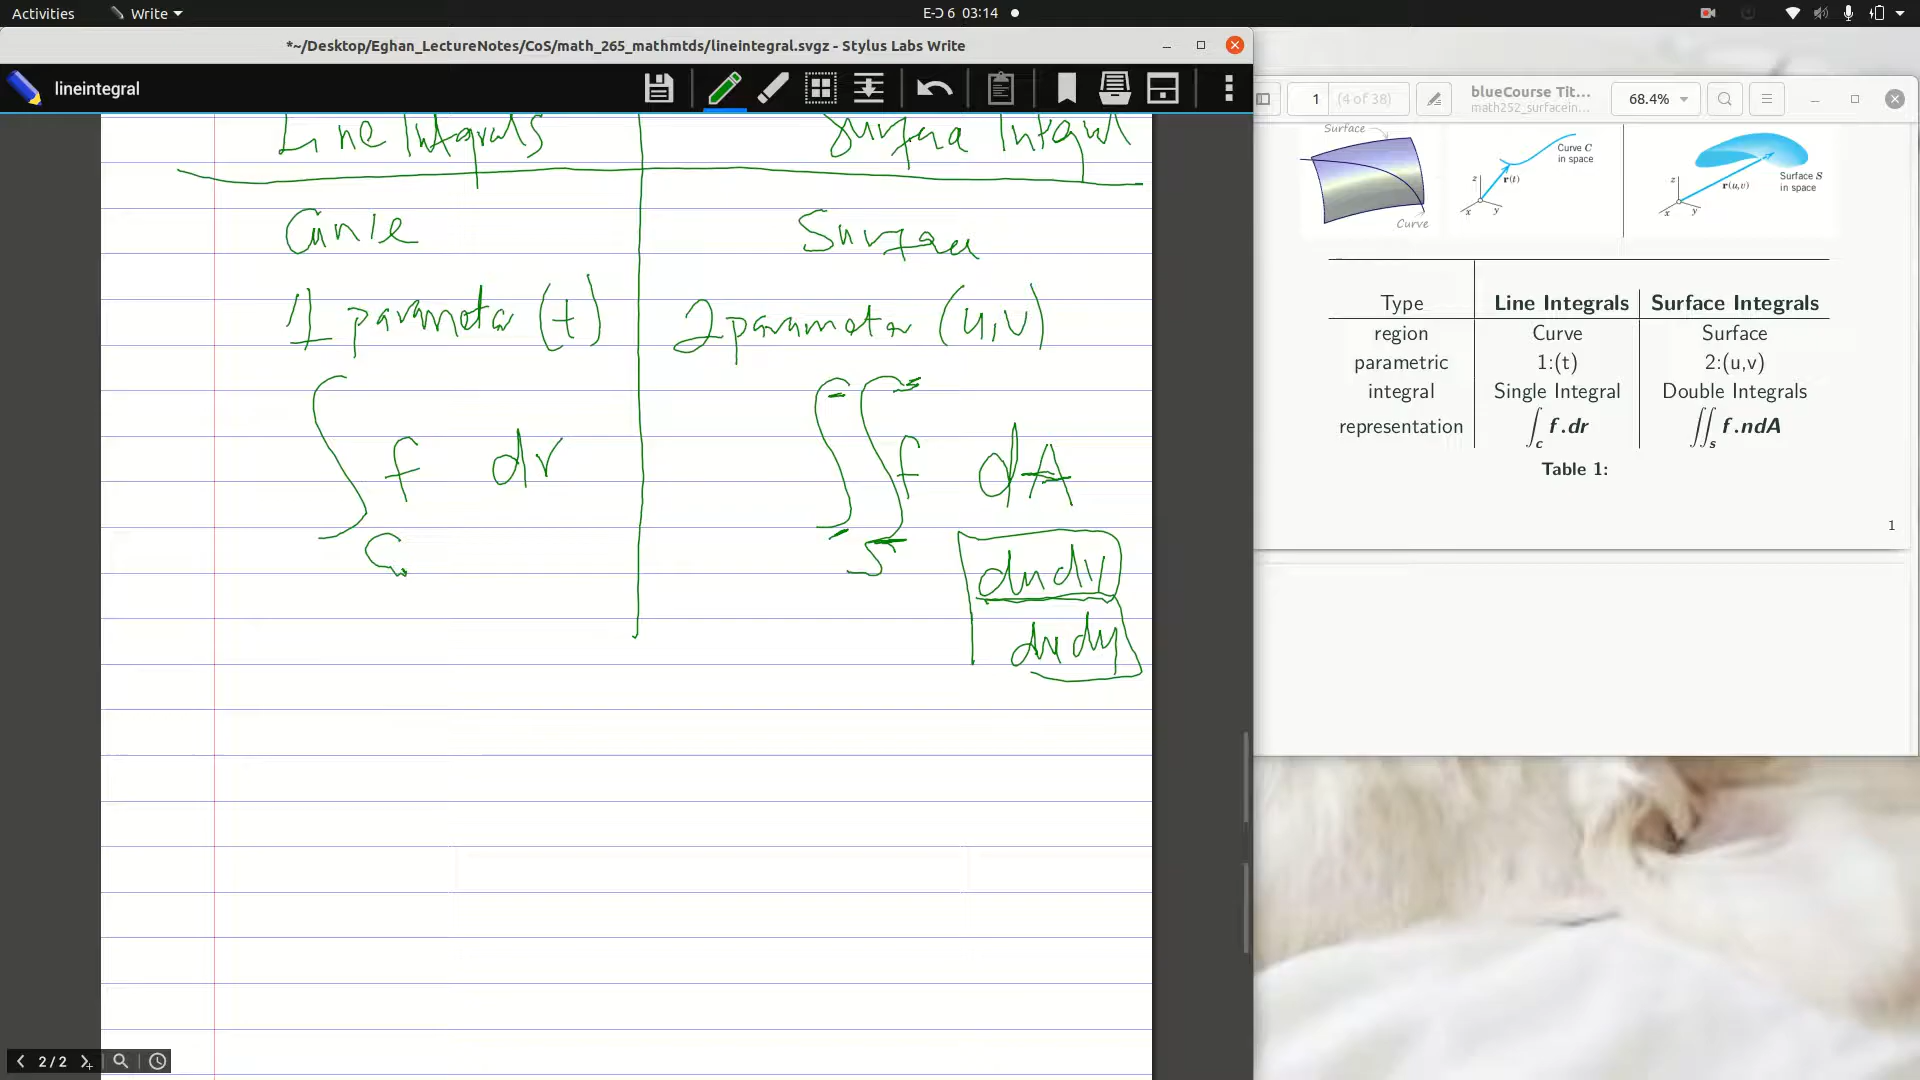 Activities Write E-Ɔ 6 03:14
*~/Desktop/Eghan_LectureNotes/CoS/math_265_mathmtds/lineintegral.svgz - Stylus Labs Write
lineintegral
Line Integrals Surface Integral
Curve Surface
1 parameter (t) 2 parameter (u,v)
∫ f dr ∬ f dA
C S
du dv
dx dy
2/2
1 (4 of 38) blueCourse Tit... 68.4%
math252_surfacein...
Surface
Curve
Curve C
in space
r(t)
z
x y
Surface S
in space
r(u,v)
z
x y
Type Line Integrals Surface Integrals
region Curve Surface
parametric 1:(t) 2:(u,v)
integral Single Integral Double Integrals
representation ∫c f.dr ∬s f.ndA
Table 1:
1